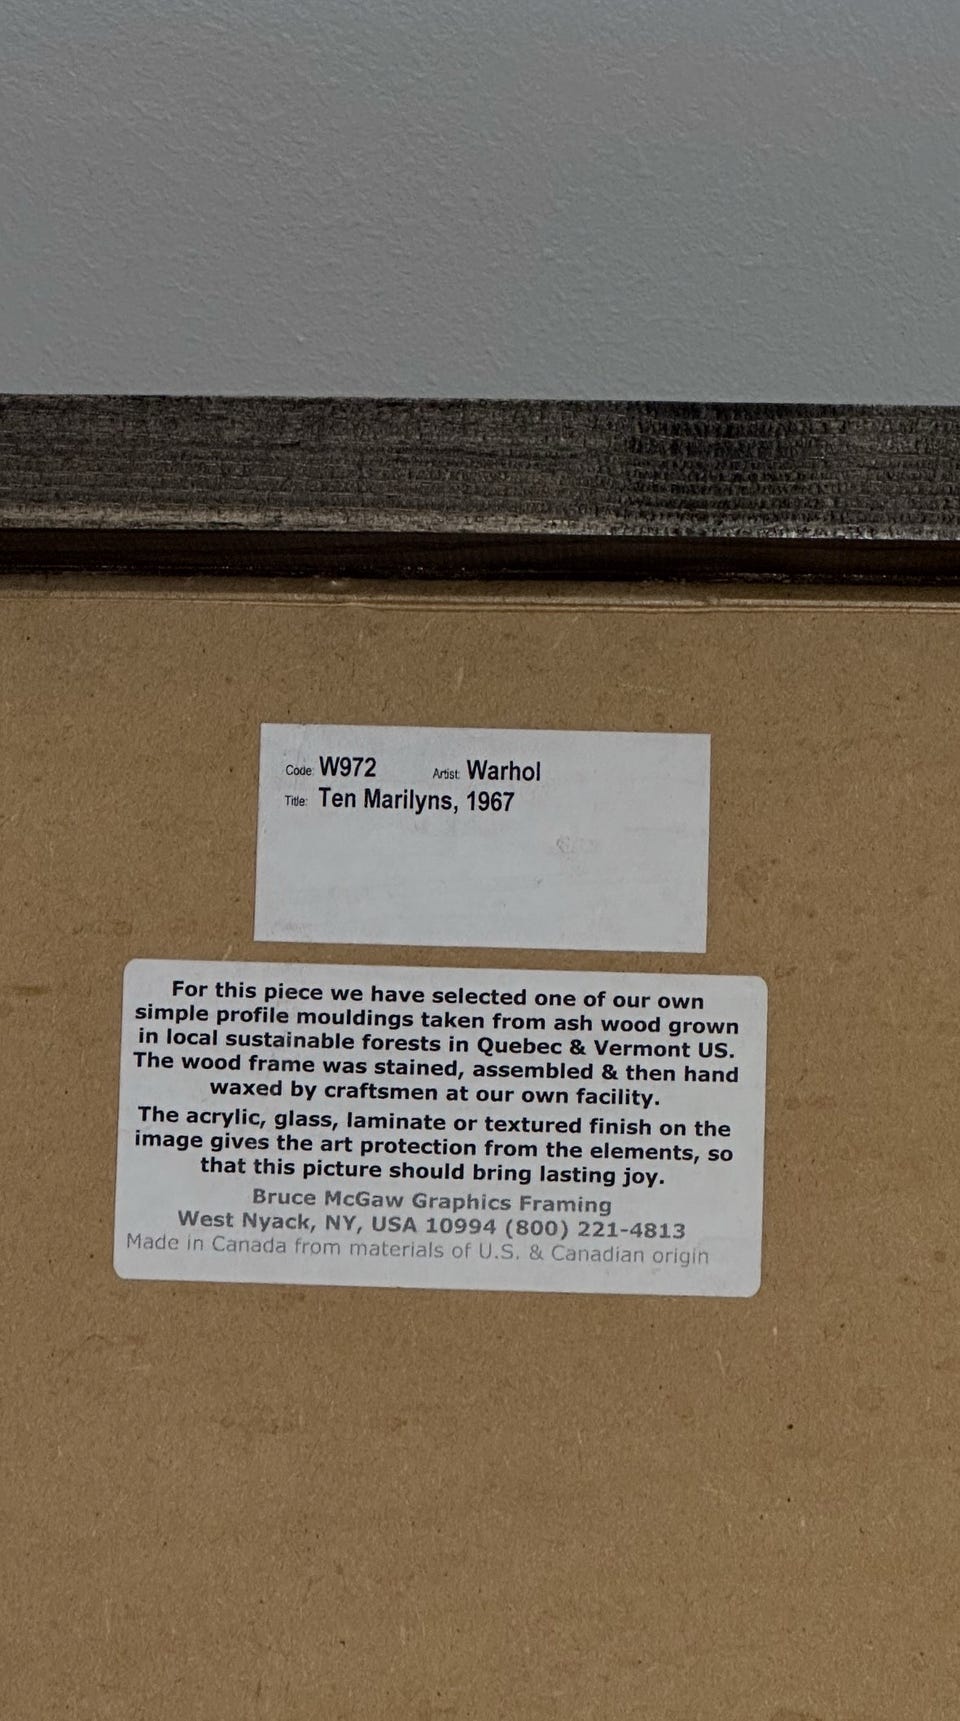 Code: W972 Artist: Warhol
Title: Ten Marilyns, 1967
For this piece we have selected one of our own
simple profile mouldings taken from ash wood grown
in local sustainable forests in Quebec & Vermont US.
The wood frame was stained, assembled & then hand
waxed by craftsmen at our own facility.
The acrylic, glass, laminate or textured finish on the
image gives the art protection from the elements, so
that this picture should bring lasting joy.
Bruce McGaw Graphics Framing
West Nyack, NY, USA 10994 (800) 221-4813
Made in Canada from materials of U.S. & Canadian origin